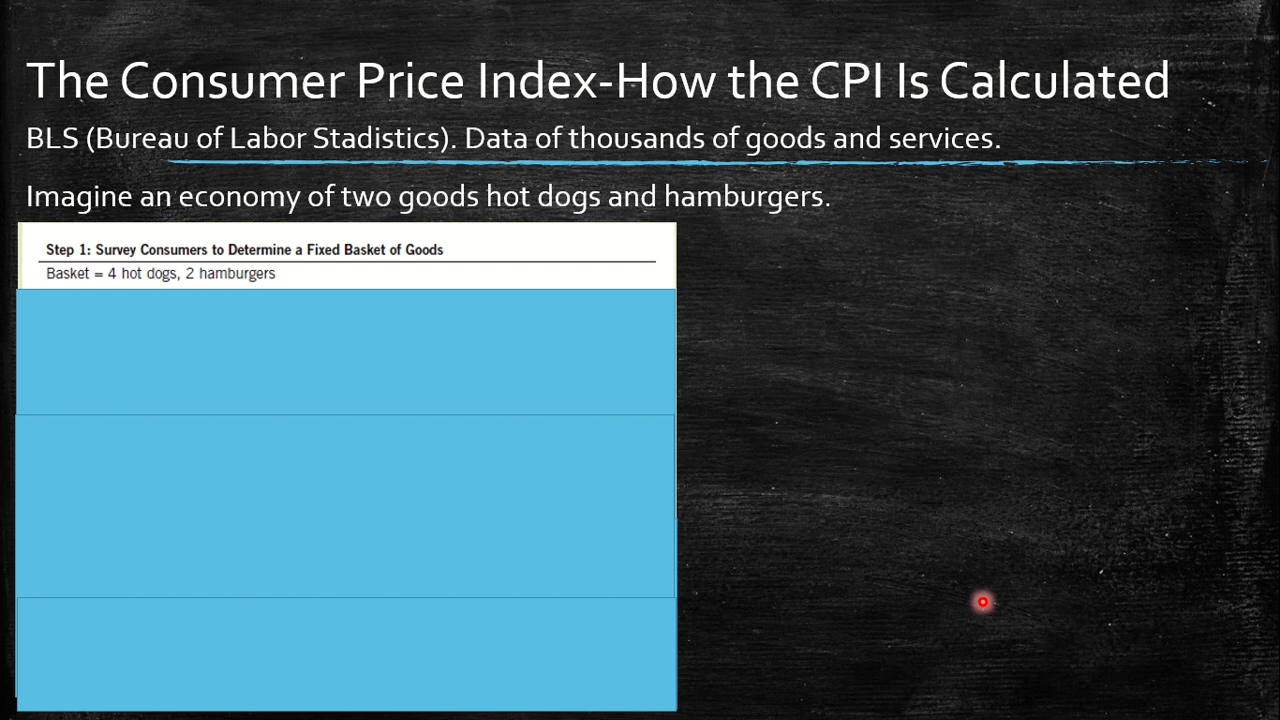 The Consumer Price Index-How the CPI Is Calculated
BLS (Bureau of Labor Stadistics). Data of thousands of goods and services.
Imagine an economy of two goods hot dogs and hamburgers.
Step 1: Survey Consumers to Determine a Fixed Basket of Goods
Basket = 4 hot dogs, 2 hamburgers